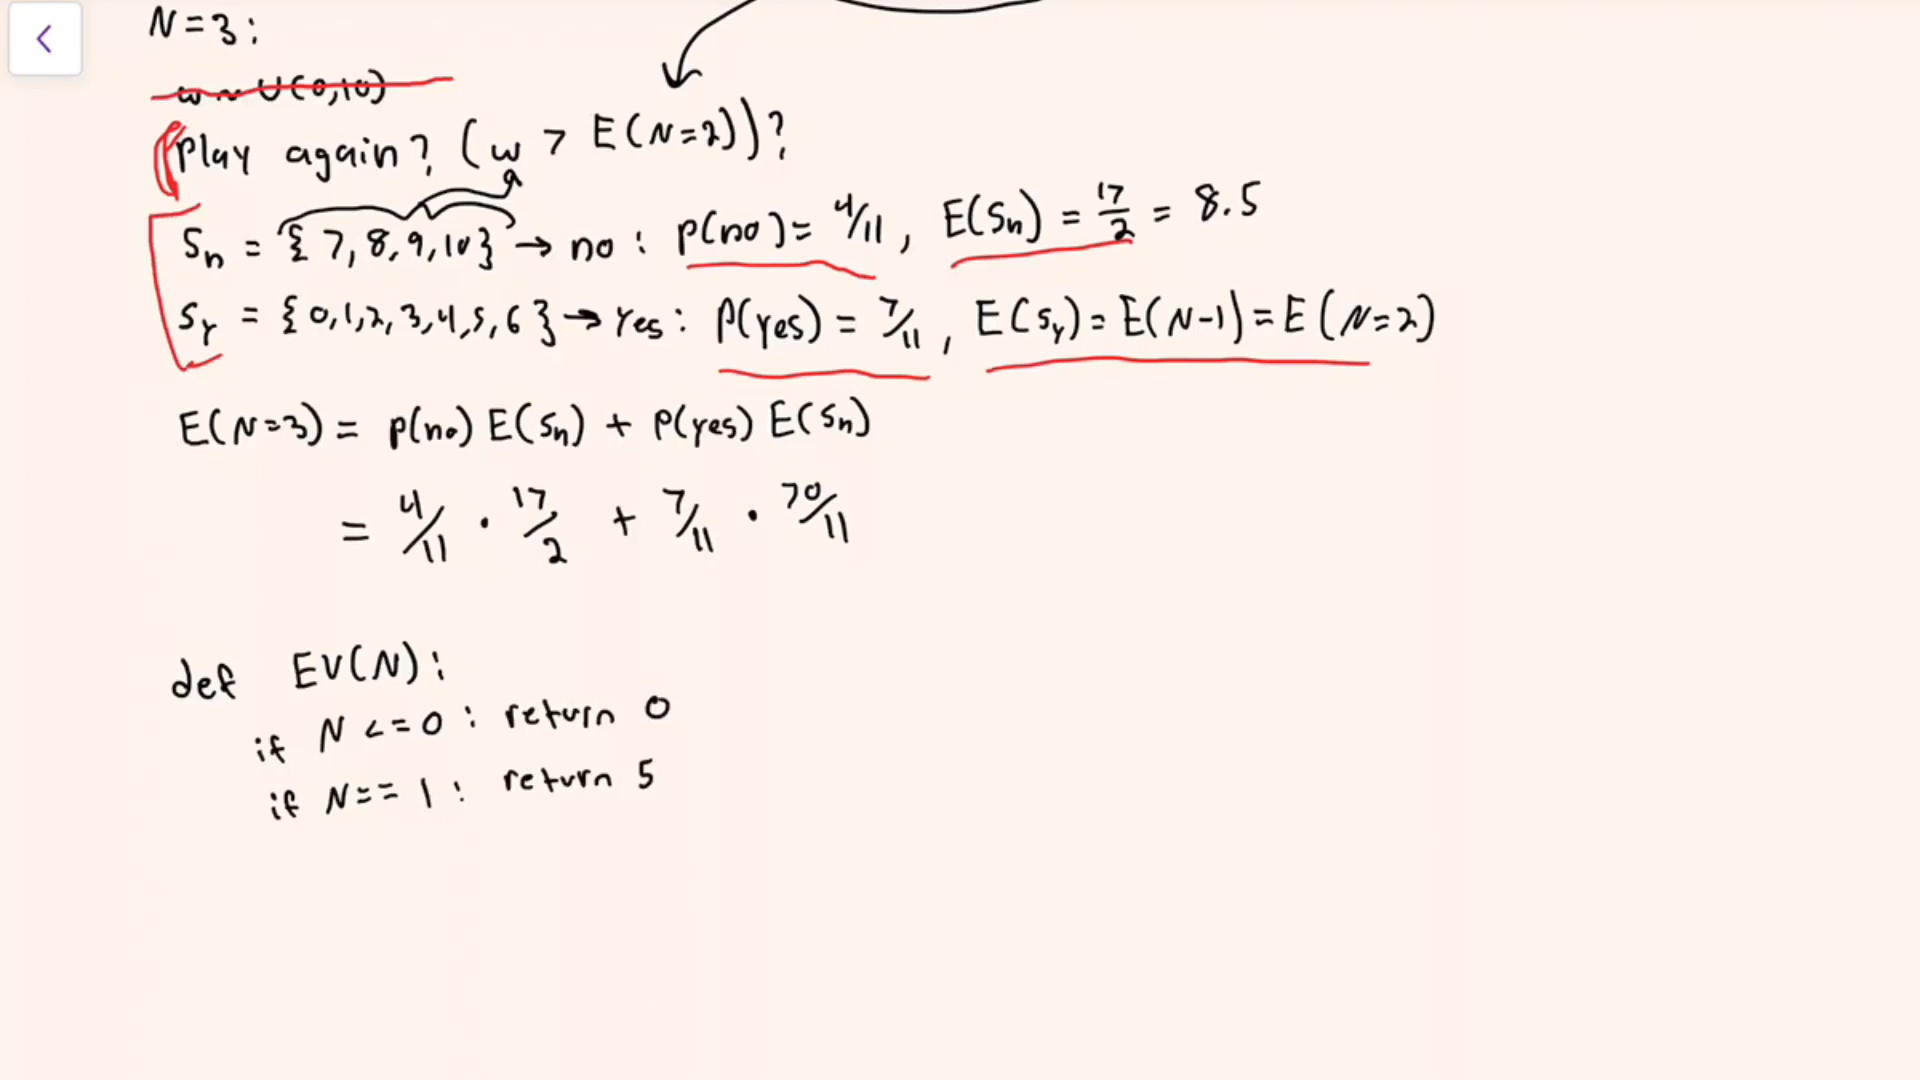 N=3:
w ~ U(0,10)
Play again? (w > E(N=2))?
Sn = {7,8,9,10} → no : p(no) = 4/11, E(Sn) = 17/2 = 8.5
Sy = {0,1,2,3,4,5,6} → Yes: P(yes) = 7/11, E(Sy) = E(N-1) = E(N=2)
E(N=3) = p(no) E(Sn) + P(yes) E(Sn)
= 4/11 · 17/2 + 7/11 · 70/11
def EV(N):
if N <= 0 : return 0
if N == 1 : return 5